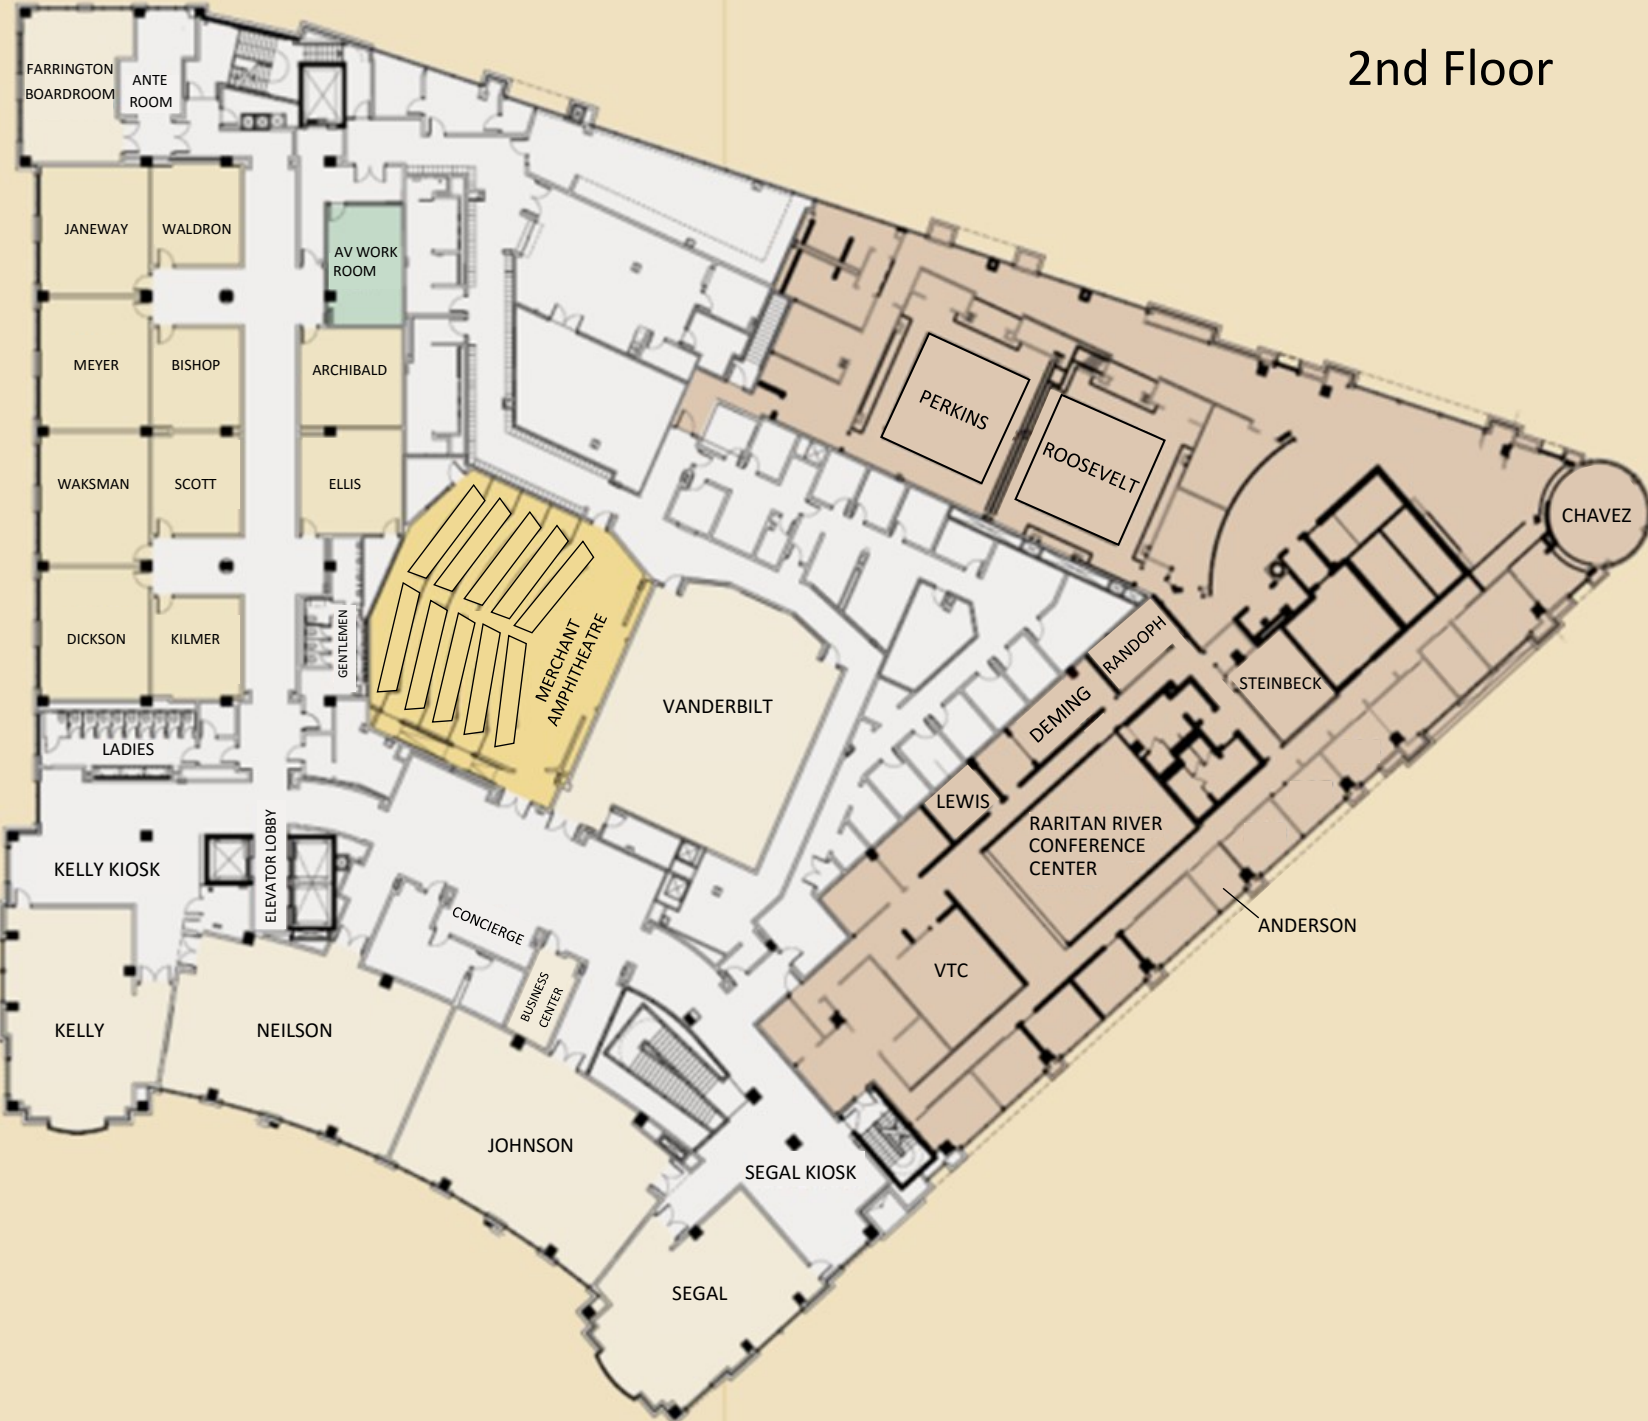 2nd Floor
FARRINGTON
BOARDROOM
ANTE
ROOM
JANEWAY
WALDRON
AV WORK
ROOM
MEYER
BISHOP
ARCHIBALD
PERKINS
ROOSEVELT
WAKSMAN
SCOTT
ELLIS
CHAVEZ
DICKSON
KILMER
GENTLEMEN
MERCHANT
AMPHITHEATRE
VANDERBILT
RANDOPH
DEMING
STEINBECK
LADIES
LEWIS
RARITAN RIVER
CONFERENCE
CENTER
KELLY KIOSK
ELEVATOR LOBBY
CONCIERGE
ANDERSON
VTC
BUSINESS
CENTER
KELLY
NEILSON
JOHNSON
SEGAL KIOSK
SEGAL